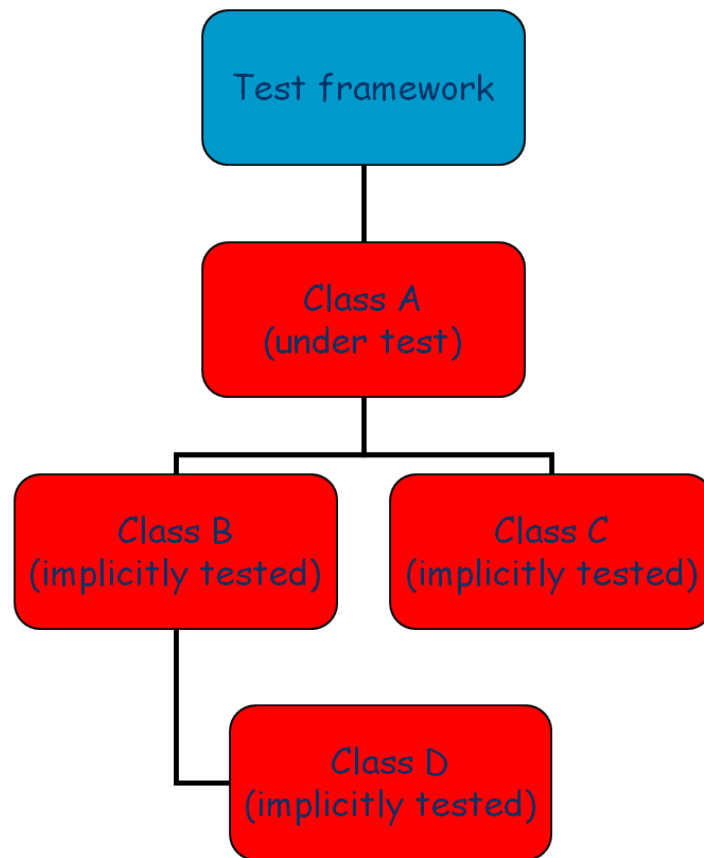 Test framework
Class A
(under test)
Class B
(implicitly tested)
Class C
(implicitly tested)
Class D
(implicitly tested)